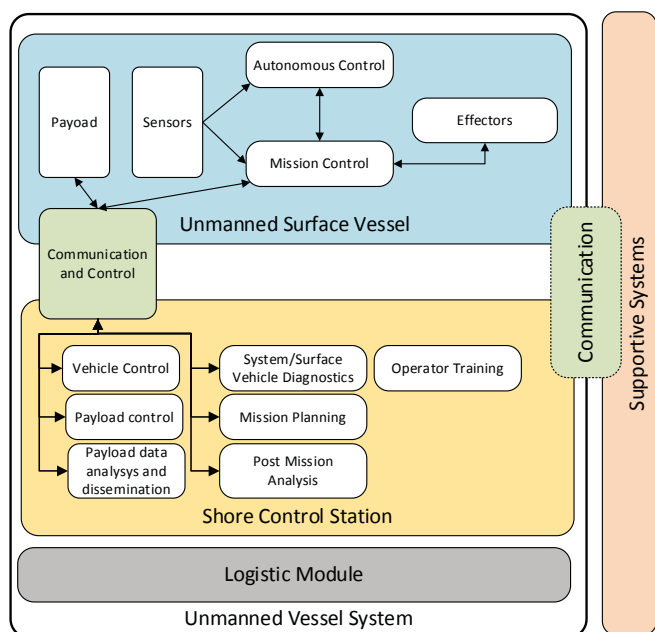 Autonomous Control
Payoad
Sensors
Effectors
Mission Control
Unmanned Surface Vessel
Communication
and Control
Communication
Supportive Systems
Vehicle Control
System/Surface
Vehicle Diagnostics
Operator Training
Payload control
Mission Planning
Payload data
analysys and
dissemination
Post Mission
Analysis
Shore Control Station
Logistic Module
Unmanned Vessel System